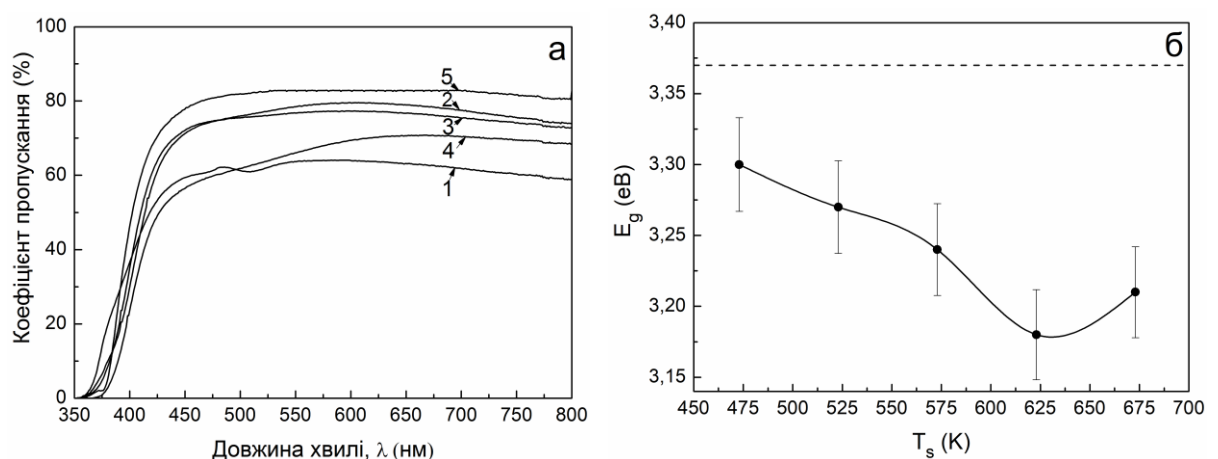 а
Коефіцієнт пропускання (%)
100
80
60
40
20
0
5
2
3
4
1
350 400 450 500 550 600 650 700 750 800
Довжина хвилі, λ (нм)
б
E_g (еВ)
3,40
3,35
3,30
3,25
3,20
3,15
450 475 500 525 550 575 600 625 650 675 700
T_s (K)